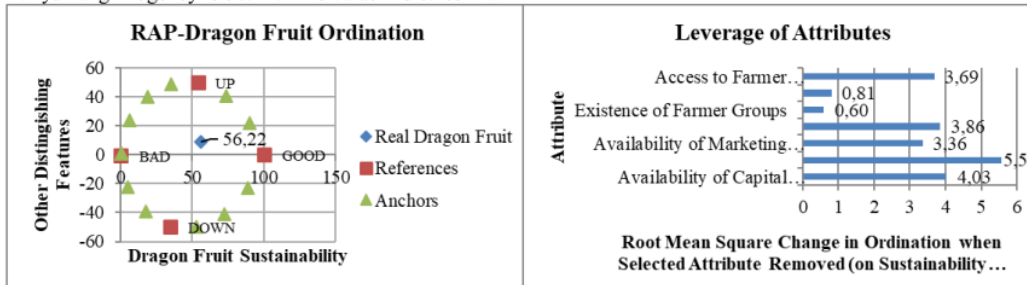 RAP-Dragon Fruit Ordination
Other Distingishing
Features
60
40
20
0
-20
-40
-60
UP
56,22
BAD
GOOD
DOWN
0
50
100
150
Dragon Fruit Sustainability
Real Dragon Fruit
References
Anchors
Leverage of Attributes
Attribute
Access to Farmer…
3,69
0,81
Existence of Farmer Groups
0,60
3,86
Availability of Marketing…
3,36
5,5
Availability of Capital…
4,03
0 1 2 3 4 5 6
Root Mean Square Change in Ordination when
Selected Attribute Removed (on Sustainability…